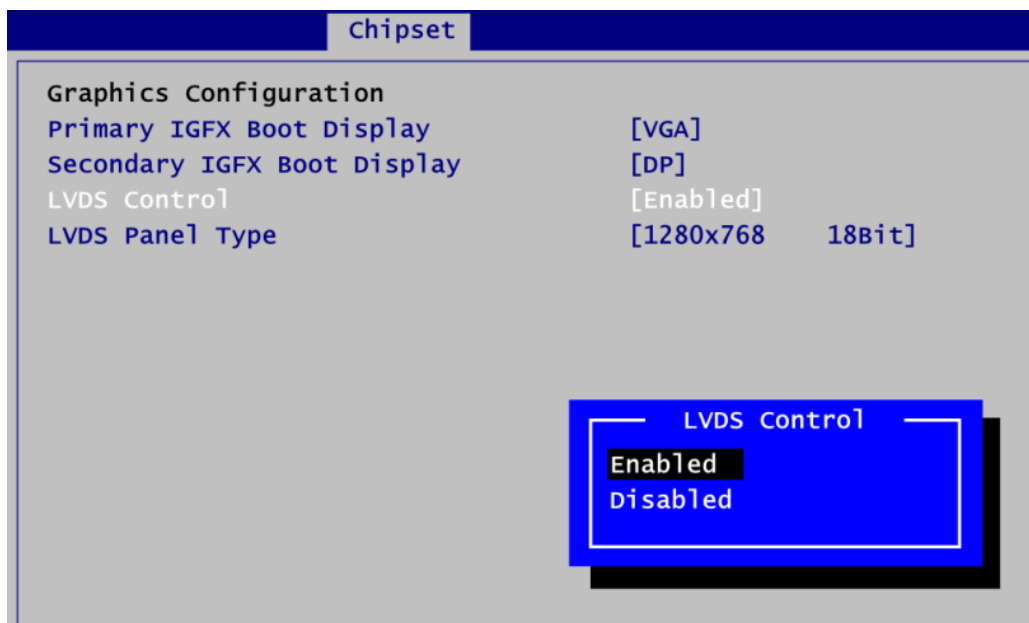 Chipset
Graphics Configuration
Primary IGFX Boot Display [VGA]
Secondary IGFX Boot Display [DP]
LVDS Control [Enabled]
LVDS Panel Type [1280x768 18Bit]
LVDS Control
Enabled
Disabled